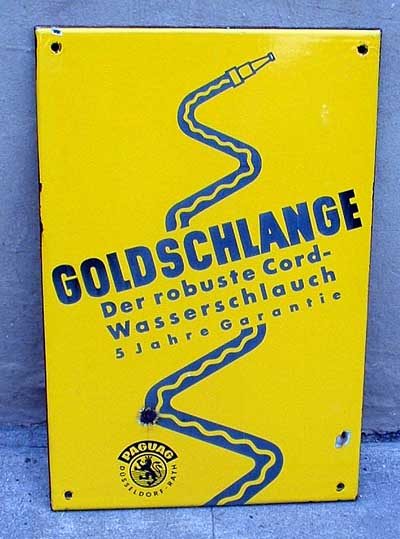 GOLDSCHLANGE
Der robuste Cord-
Wasserschlauch
5 Jahre Garantie
PAGUAG
DÜSSELDORF-RATH